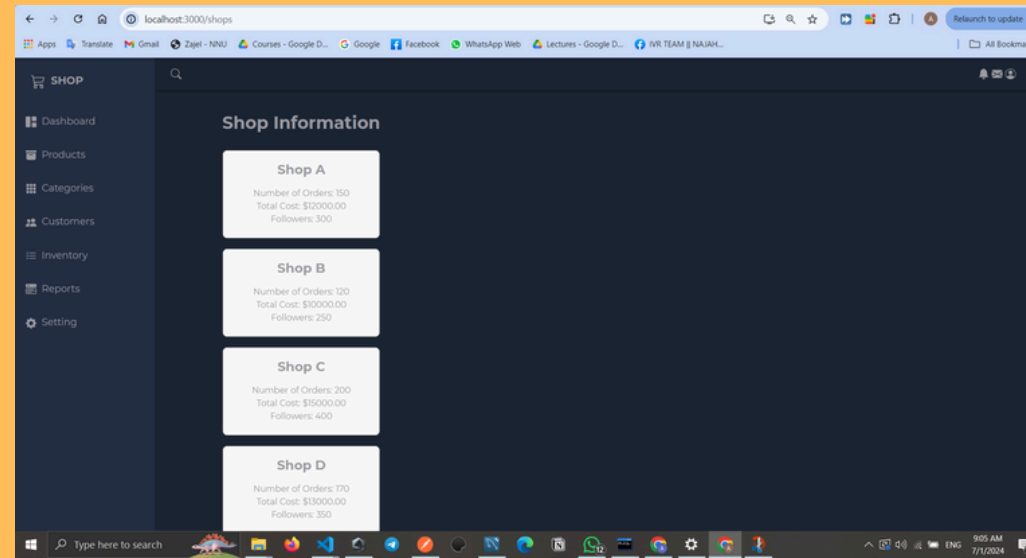 localhost:3000/shops
Relaunch to update
Apps Translate Gmail Zajel - NNU Courses - Google D... Google Facebook WhatsApp Web Lectures - Google D... IVR TEAM || NAJAH... All Bookma
SHOP
Dashboard
Products
Categories
Customers
Inventory
Reports
Setting
Shop Information
Shop A
Number of Orders: 150
Total Cost: $12000.00
Followers: 300
Shop B
Number of Orders: 120
Total Cost: $10000.00
Followers: 250
Shop C
Number of Orders: 200
Total Cost: $15000.00
Followers: 400
Shop D
Number of Orders: 170
Total Cost: $13000.00
Followers: 350
Type here to search
ENG
9:05 AM
7/1/2024